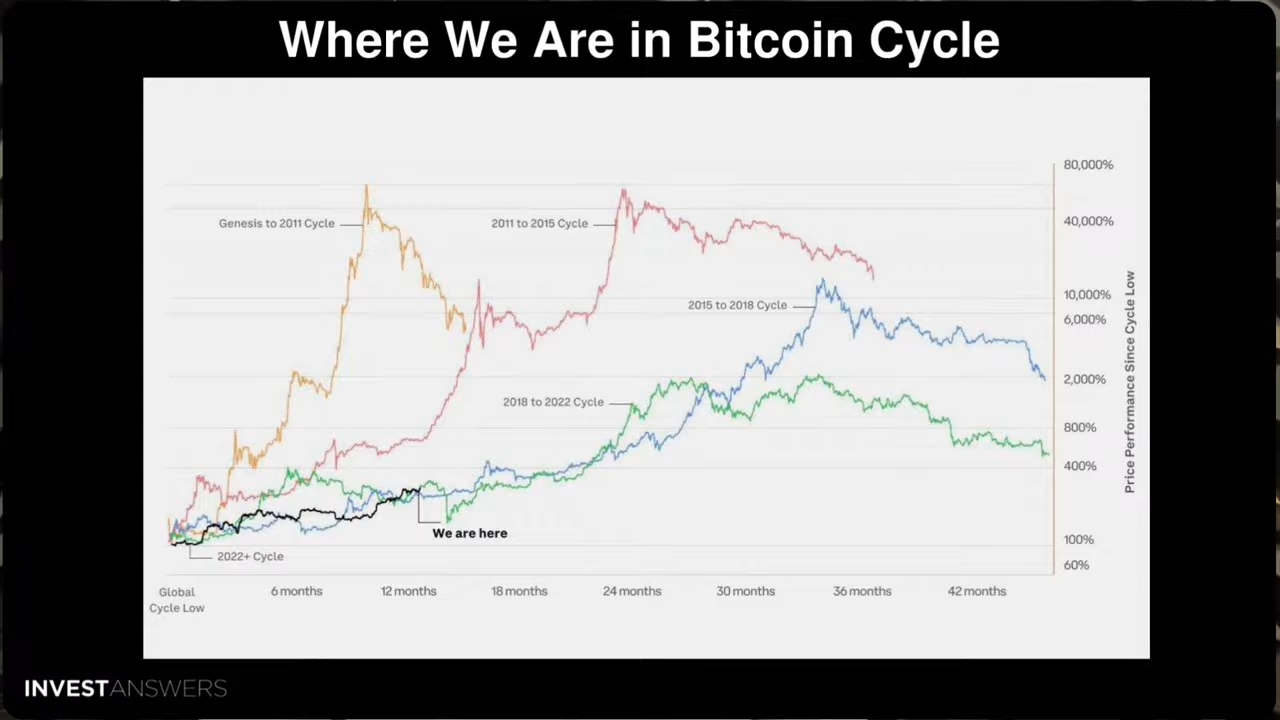 Where We Are in Bitcoin Cycle
80,000%
Genesis to 2011 Cycle
2011 to 2015 Cycle
40,000%
2015 to 2018 Cycle
10,000%
6,000%
2018 to 2022 Cycle
2,000%
800%
400%
We are here
2022+ Cycle
100%
60%
Price Performance Since Cycle Low
Global
Cycle Low
6 months
12 months
18 months
24 months
30 months
36 months
42 months
INVESTANSWERS